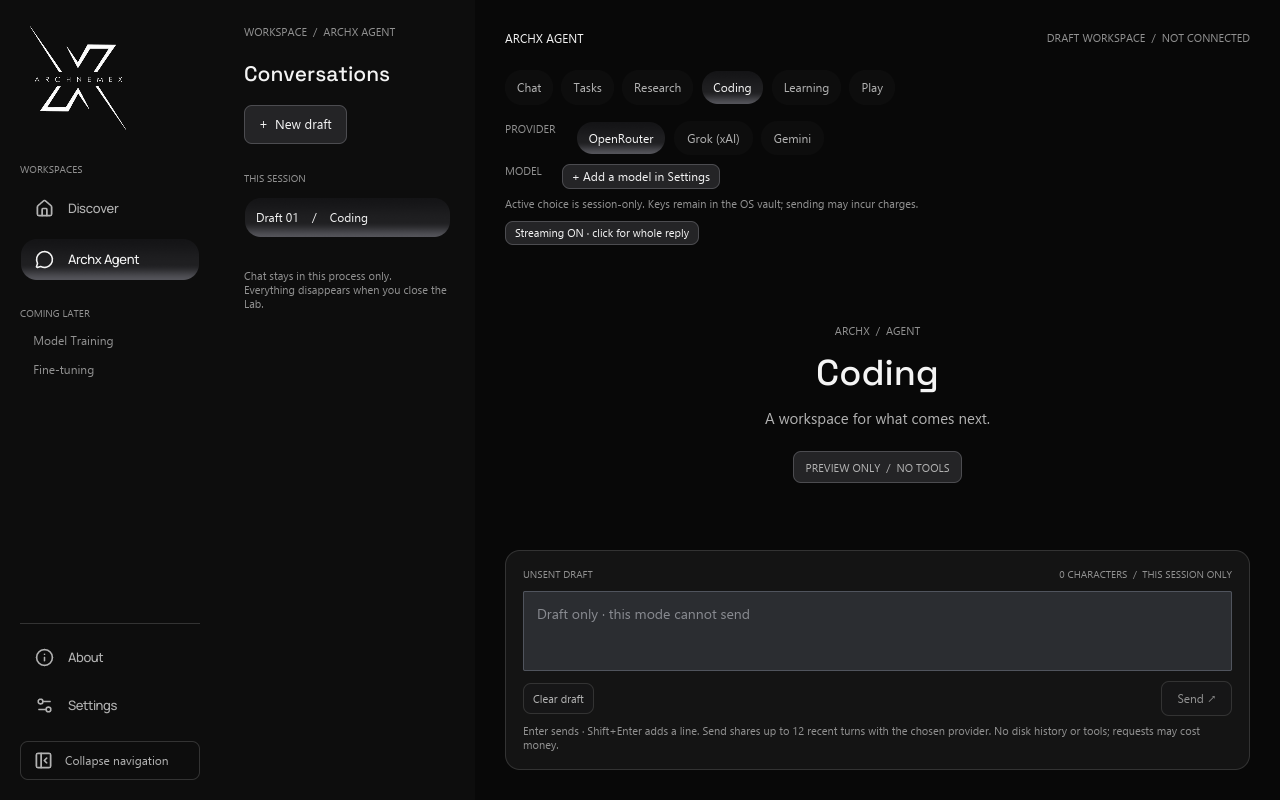 ARCHNEMEX
WORKSPACES
Discover
Archx Agent
COMING LATER
Model Training
Fine-tuning
About
Settings
Collapse navigation
WORKSPACE / ARCHX AGENT
Conversations
+ New draft
THIS SESSION
Draft 01 / Coding
Chat stays in this process only.
Everything disappears when you close the
Lab.
ARCHX AGENT
DRAFT WORKSPACE / NOT CONNECTED
Chat Tasks Research Coding Learning Play
PROVIDER OpenRouter Grok (xAI) Gemini
MODEL + Add a model in Settings
Active choice is session-only. Keys remain in the OS vault; sending may incur charges.
Streaming ON · click for whole reply
ARCHX / AGENT
Coding
A workspace for what comes next.
PREVIEW ONLY / NO TOOLS
UNSENT DRAFT
0 CHARACTERS / THIS SESSION ONLY
Draft only · this mode cannot send
Clear draft
Send ↗
Enter sends · Shift+Enter adds a line. Send shares up to 12 recent turns with the chosen provider. No disk history or tools; requests may cost
money.